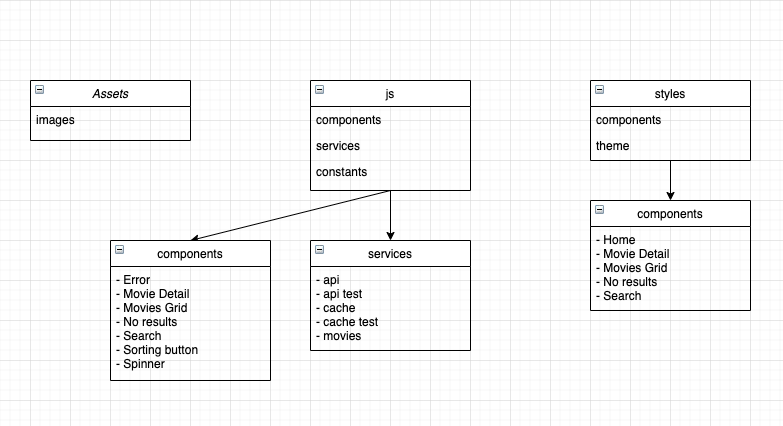 Assets
images
js
components
services
constants
styles
components
theme
components
- Error
- Movie Detail
- Movies Grid
- No results
- Search
- Sorting button
- Spinner
services
- api
- api test
- cache
- cache test
- movies
components
- Home
- Movie Detail
- Movies Grid
- No results
- Search